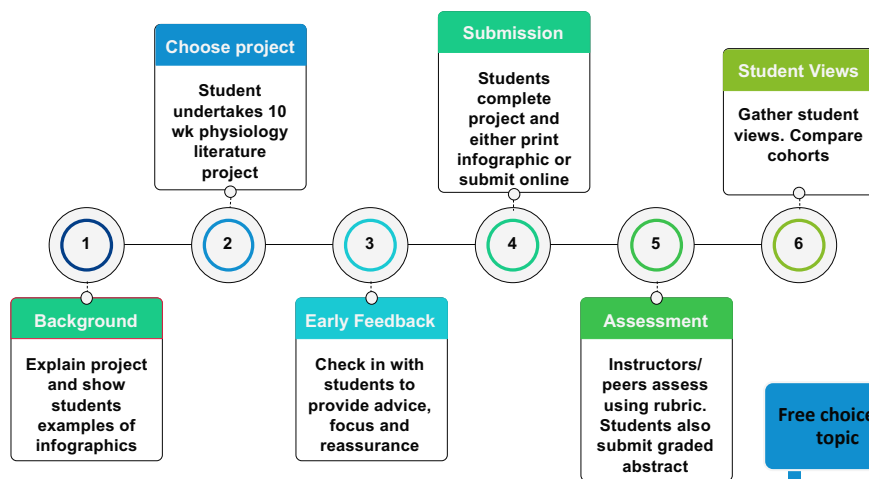 Choose project
Student
undertakes 10
wk physiology
literature
project
Submission
Students
complete
project and
either print
infographic or
submit online
Student Views
Gather student
views. Compare
cohorts
1
2
3
4
5
6
Background
Explain project
and show
students
examples of
infographics
Early Feedback
Check in with
students to
provide advice,
focus and
reassurance
Assessment
Instructors/
peers assess
using rubric.
Students also
submit graded
abstract
Free choice
topic